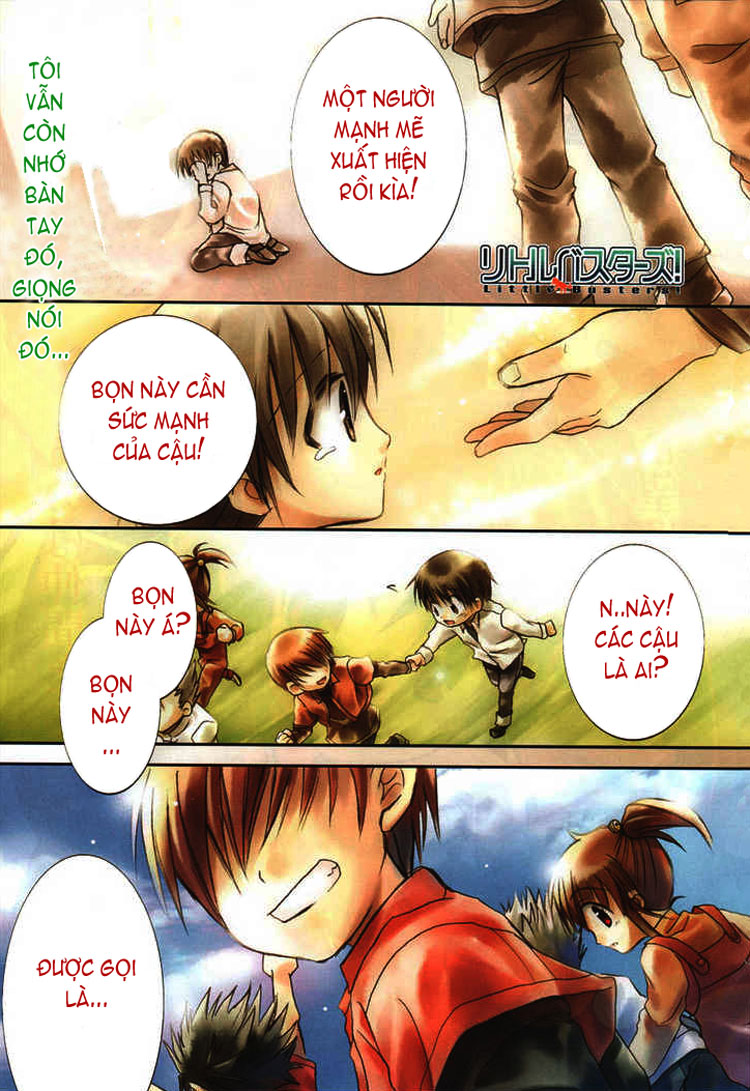 TÔI
VẪN
CÒN
NHỚ
BÀN
TAY
ĐÓ,
GIỌNG
NÓI
ĐÓ...
MỘT NGƯỜI
MẠNH MẼ
XUẤT HIỆN
RỒI KÌA!
リトルバスターズ!
Little Busters!
BỌN NÀY CẦN
SỨC MẠNH
CỦA CẬU!
N..NÀY!
CÁC CẬU
LÀ AI?
BỌN
NÀY Á?
BỌN
NÀY
...
ĐƯỢC GỌI
LÀ...